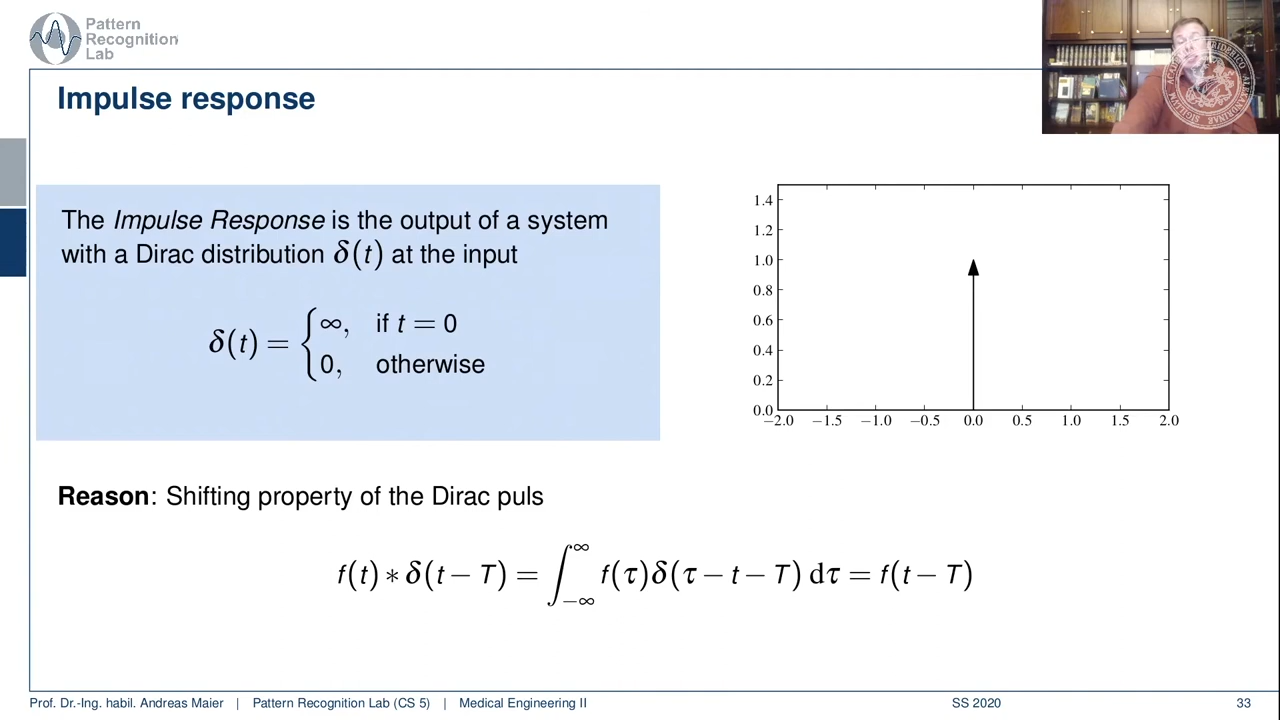 Pattern
Recognition
Lab
Impulse response
The Impulse Response is the output of a system
with a Dirac distribution δ(t) at the input
δ(t) = { ∞, if t = 0
0, otherwise
1.4
1.2
1.0
0.8
0.6
0.4
0.2
0.0
−2.0 −1.5 −1.0 −0.5 0.0 0.5 1.0 1.5 2.0
Reason: Shifting property of the Dirac puls
f(t) ∗ δ(t − T) = ∫_{−∞}^{∞} f(τ)δ(τ − t − T) dτ = f(t − T)
Prof. Dr.-Ing. habil. Andreas Maier | Pattern Recognition Lab (CS 5) | Medical Engineering II SS 2020 33